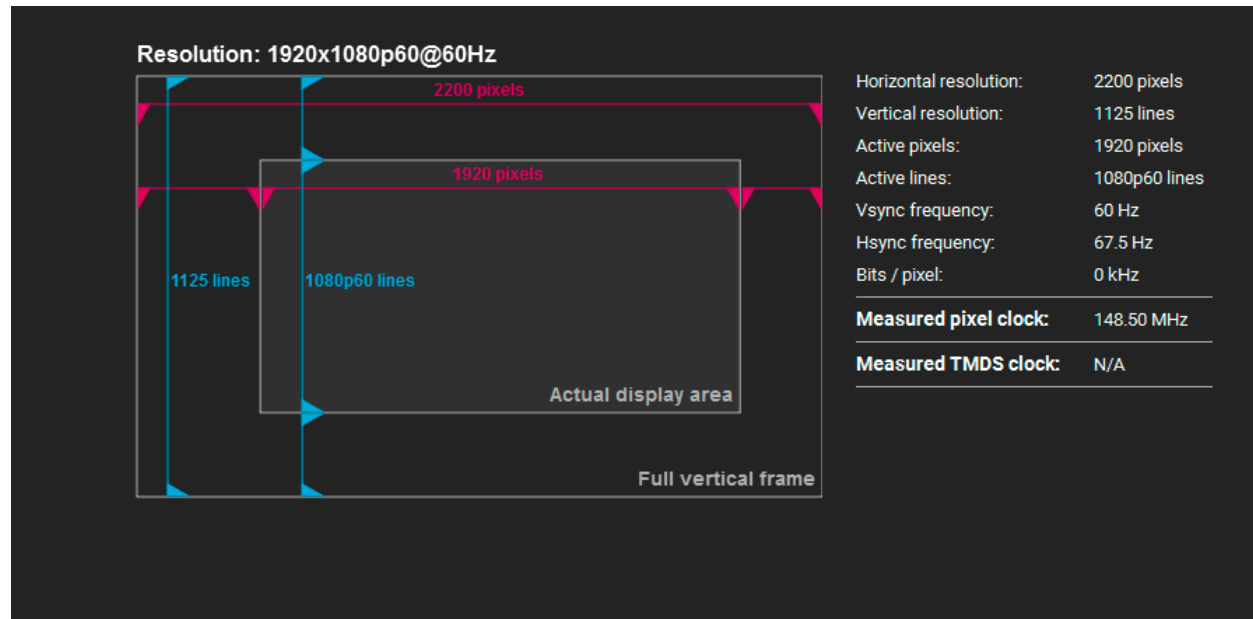 Resolution: 1920x1080p60@60Hz
2200 pixels
1920 pixels
1125 lines
1080p60 lines
Actual display area
Full vertical frame
Horizontal resolution: 2200 pixels
Vertical resolution: 1125 lines
Active pixels: 1920 pixels
Active lines: 1080p60 lines
Vsync frequency: 60 Hz
Hsync frequency: 67.5 Hz
Bits / pixel: 0 kHz
Measured pixel clock: 148.50 MHz
Measured TMDS clock: N/A